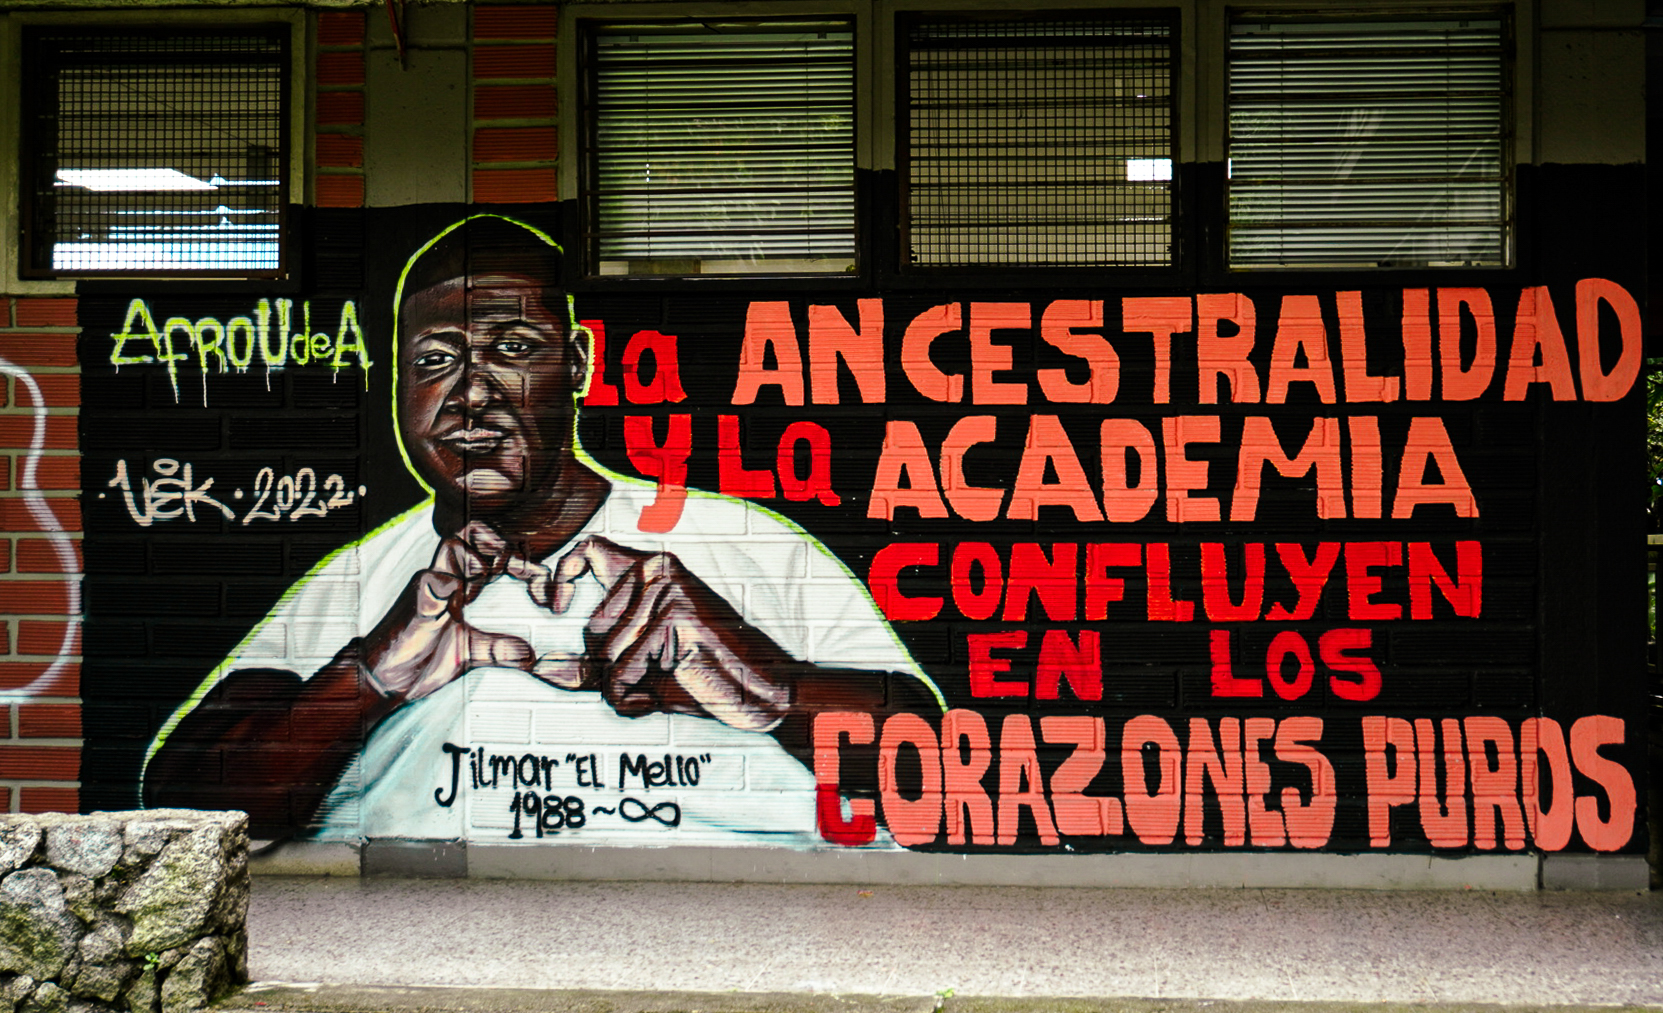 AfroUdeA
Vëk · 2022 ·
La ANCESTRALIDAD
y La ACADEMIA
CONFLUYEN
EN LOS
CORAZONES PUROS
Jilmar "EL Mello"
1988 ~ ∞